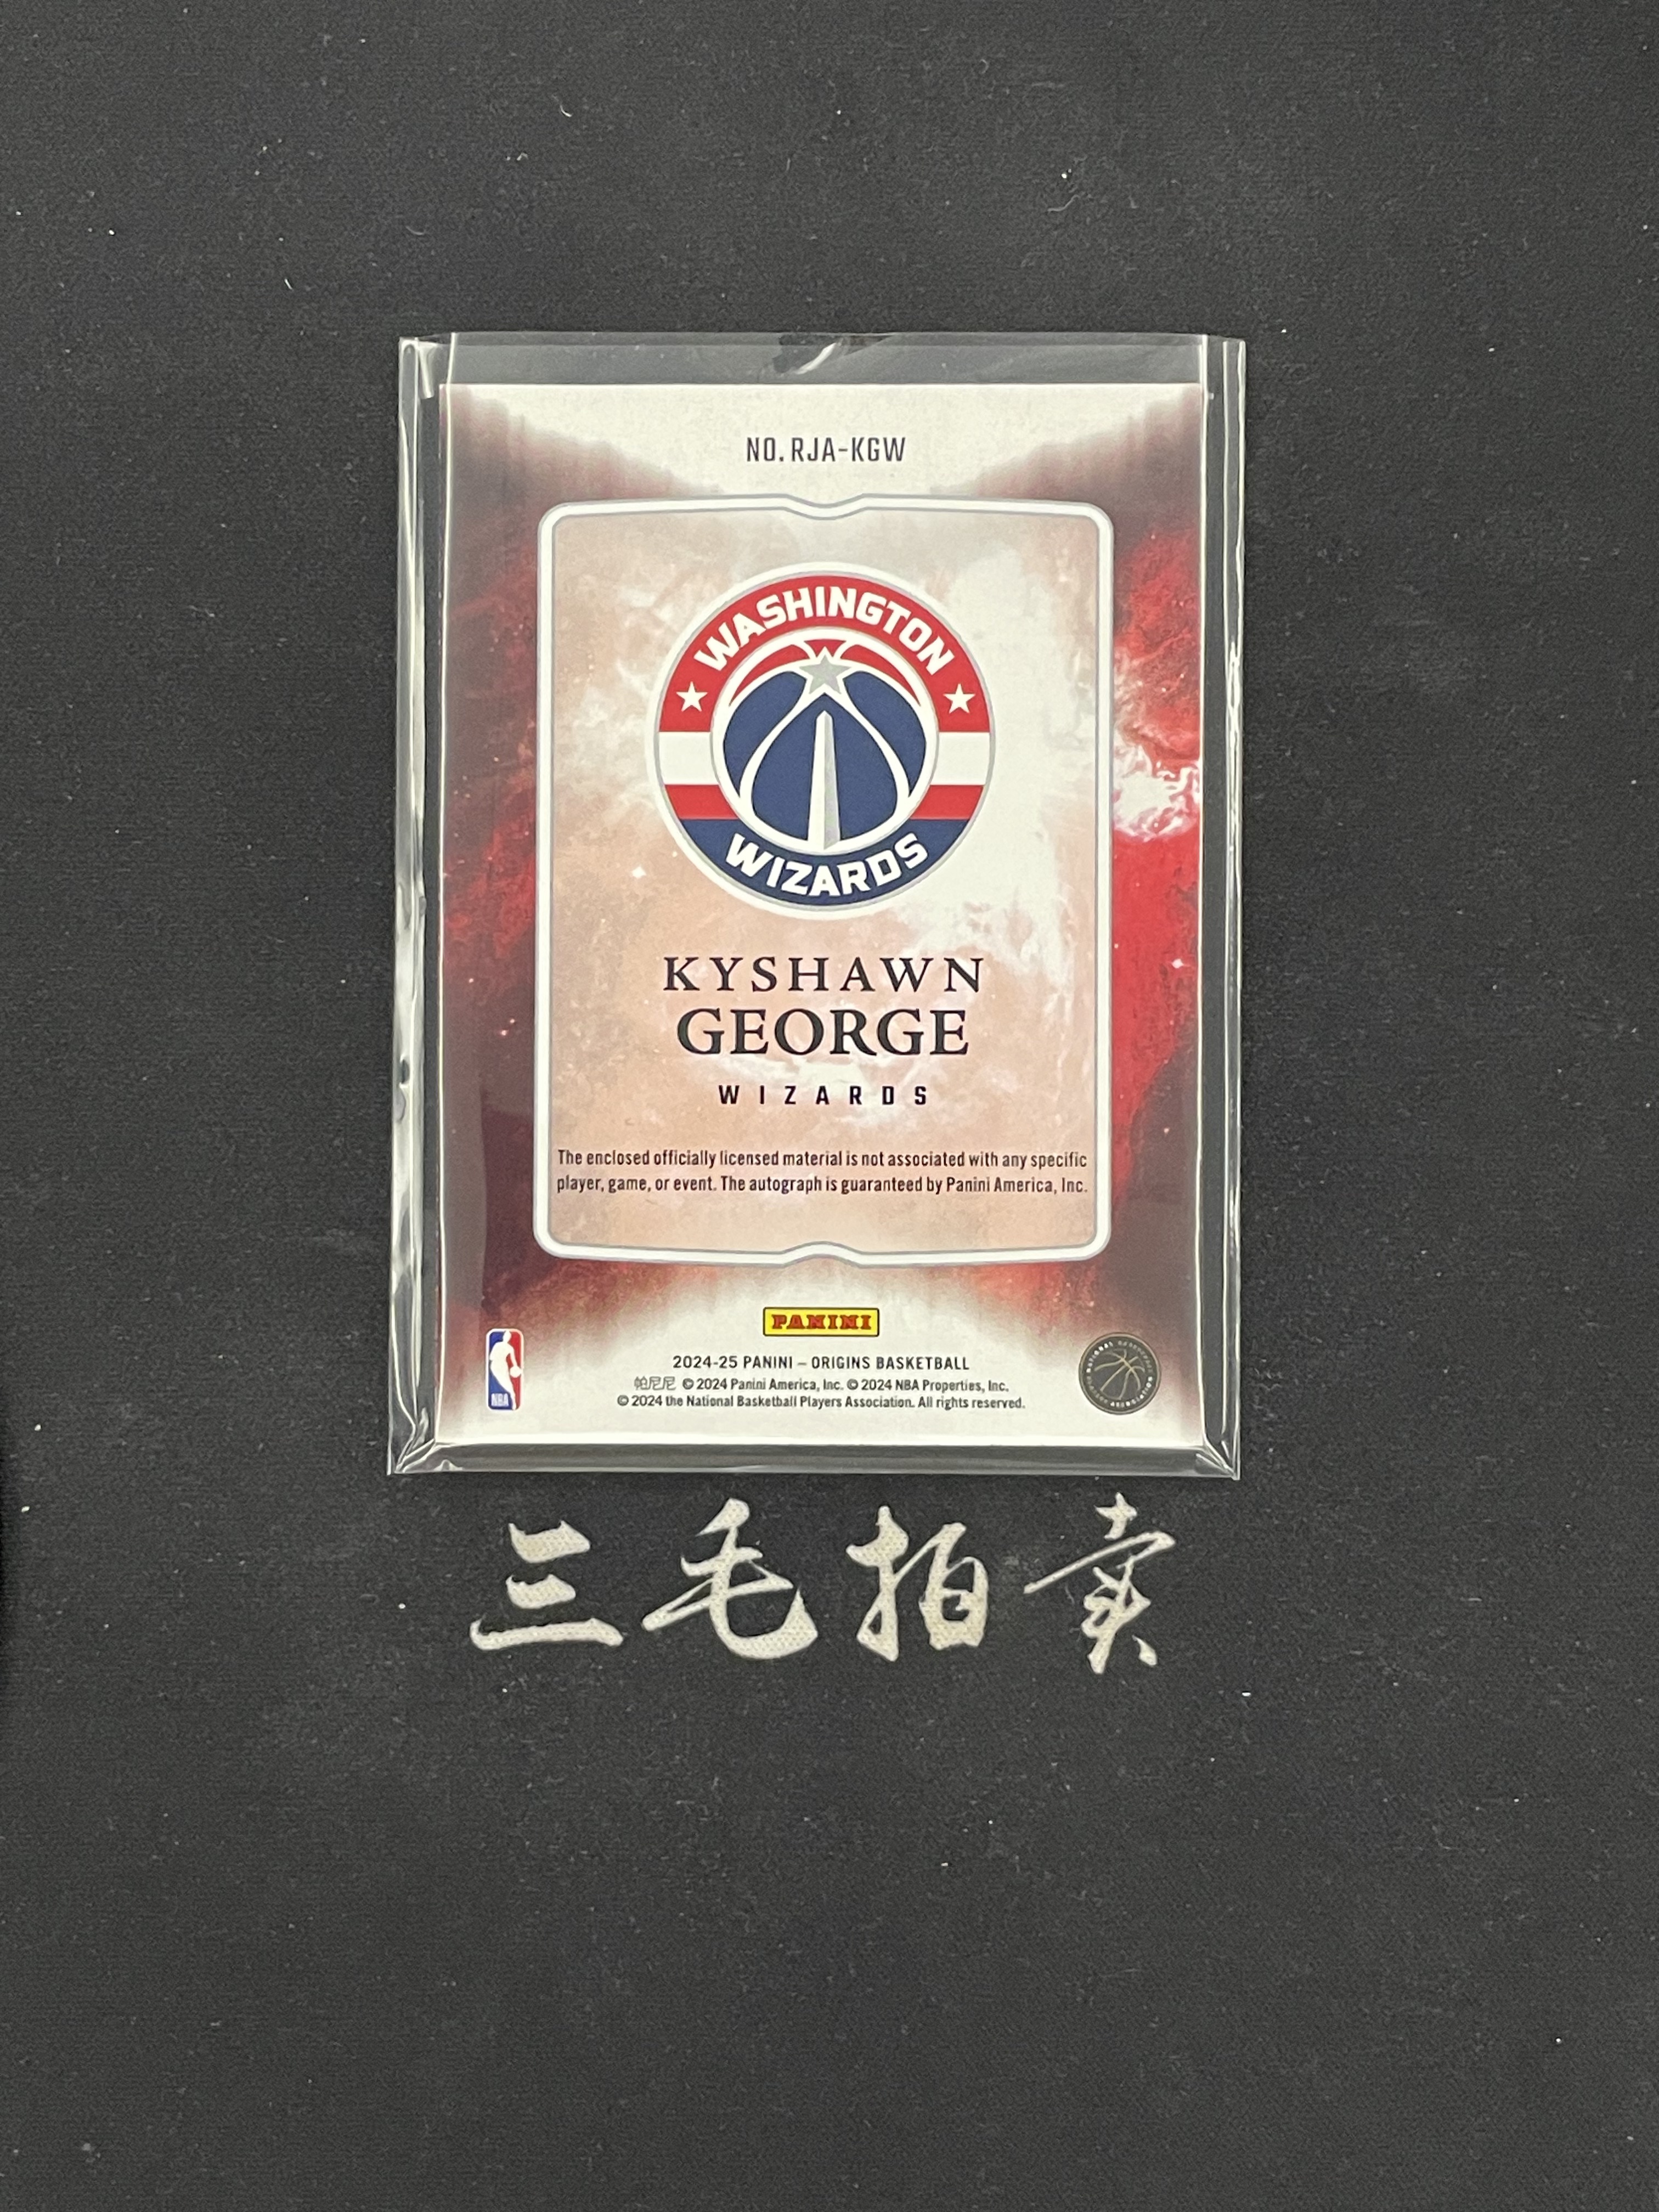 NO. RJA-KGW
WASHINGTON
WIZARDS
KYSHAWN
GEORGE
WIZARDS
The enclosed officially licensed material is not associated with any specific
player, game, or event. The autograph is guaranteed by Panini America, Inc.
PANINI
2024-25 PANINI – ORIGINS BASKETBALL
帕尼尼 © 2024 Panini America, Inc. © 2024 NBA Properties, Inc.
© 2024 the National Basketball Players Association. All rights reserved.
NBA
三毛拍卖